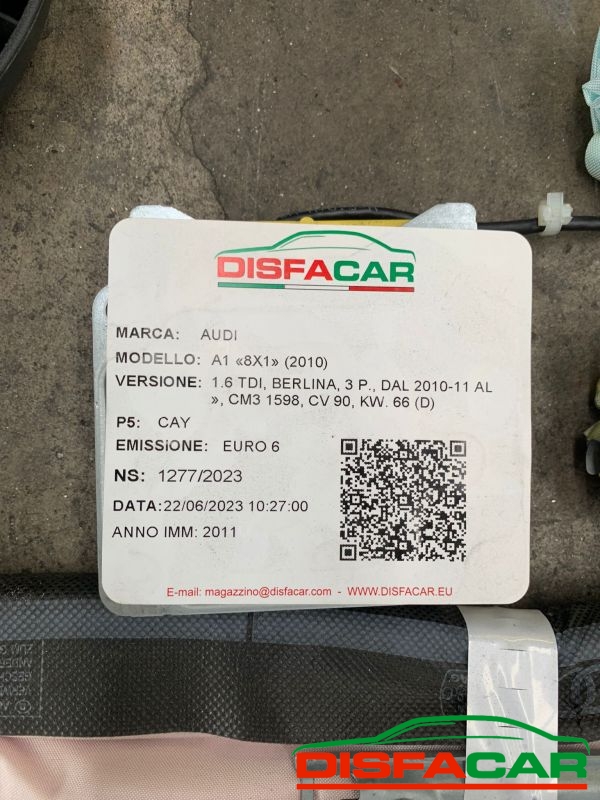 DISFACAR
MARCA: AUDI
MODELLO: A1 «8X1» (2010)
VERSIONE: 1.6 TDI, BERLINA, 3 P., DAL 2010-11 AL
», CM3 1598, CV 90, KW. 66 (D)
P5: CAY
EMISSIONE: EURO 6
NS: 1277/2023
DATA:22/06/2023 10:27:00
ANNO IMM: 2011
E-mail: magazzino@disfacar.com - WWW.DISFACAR.EU
DISFACAR